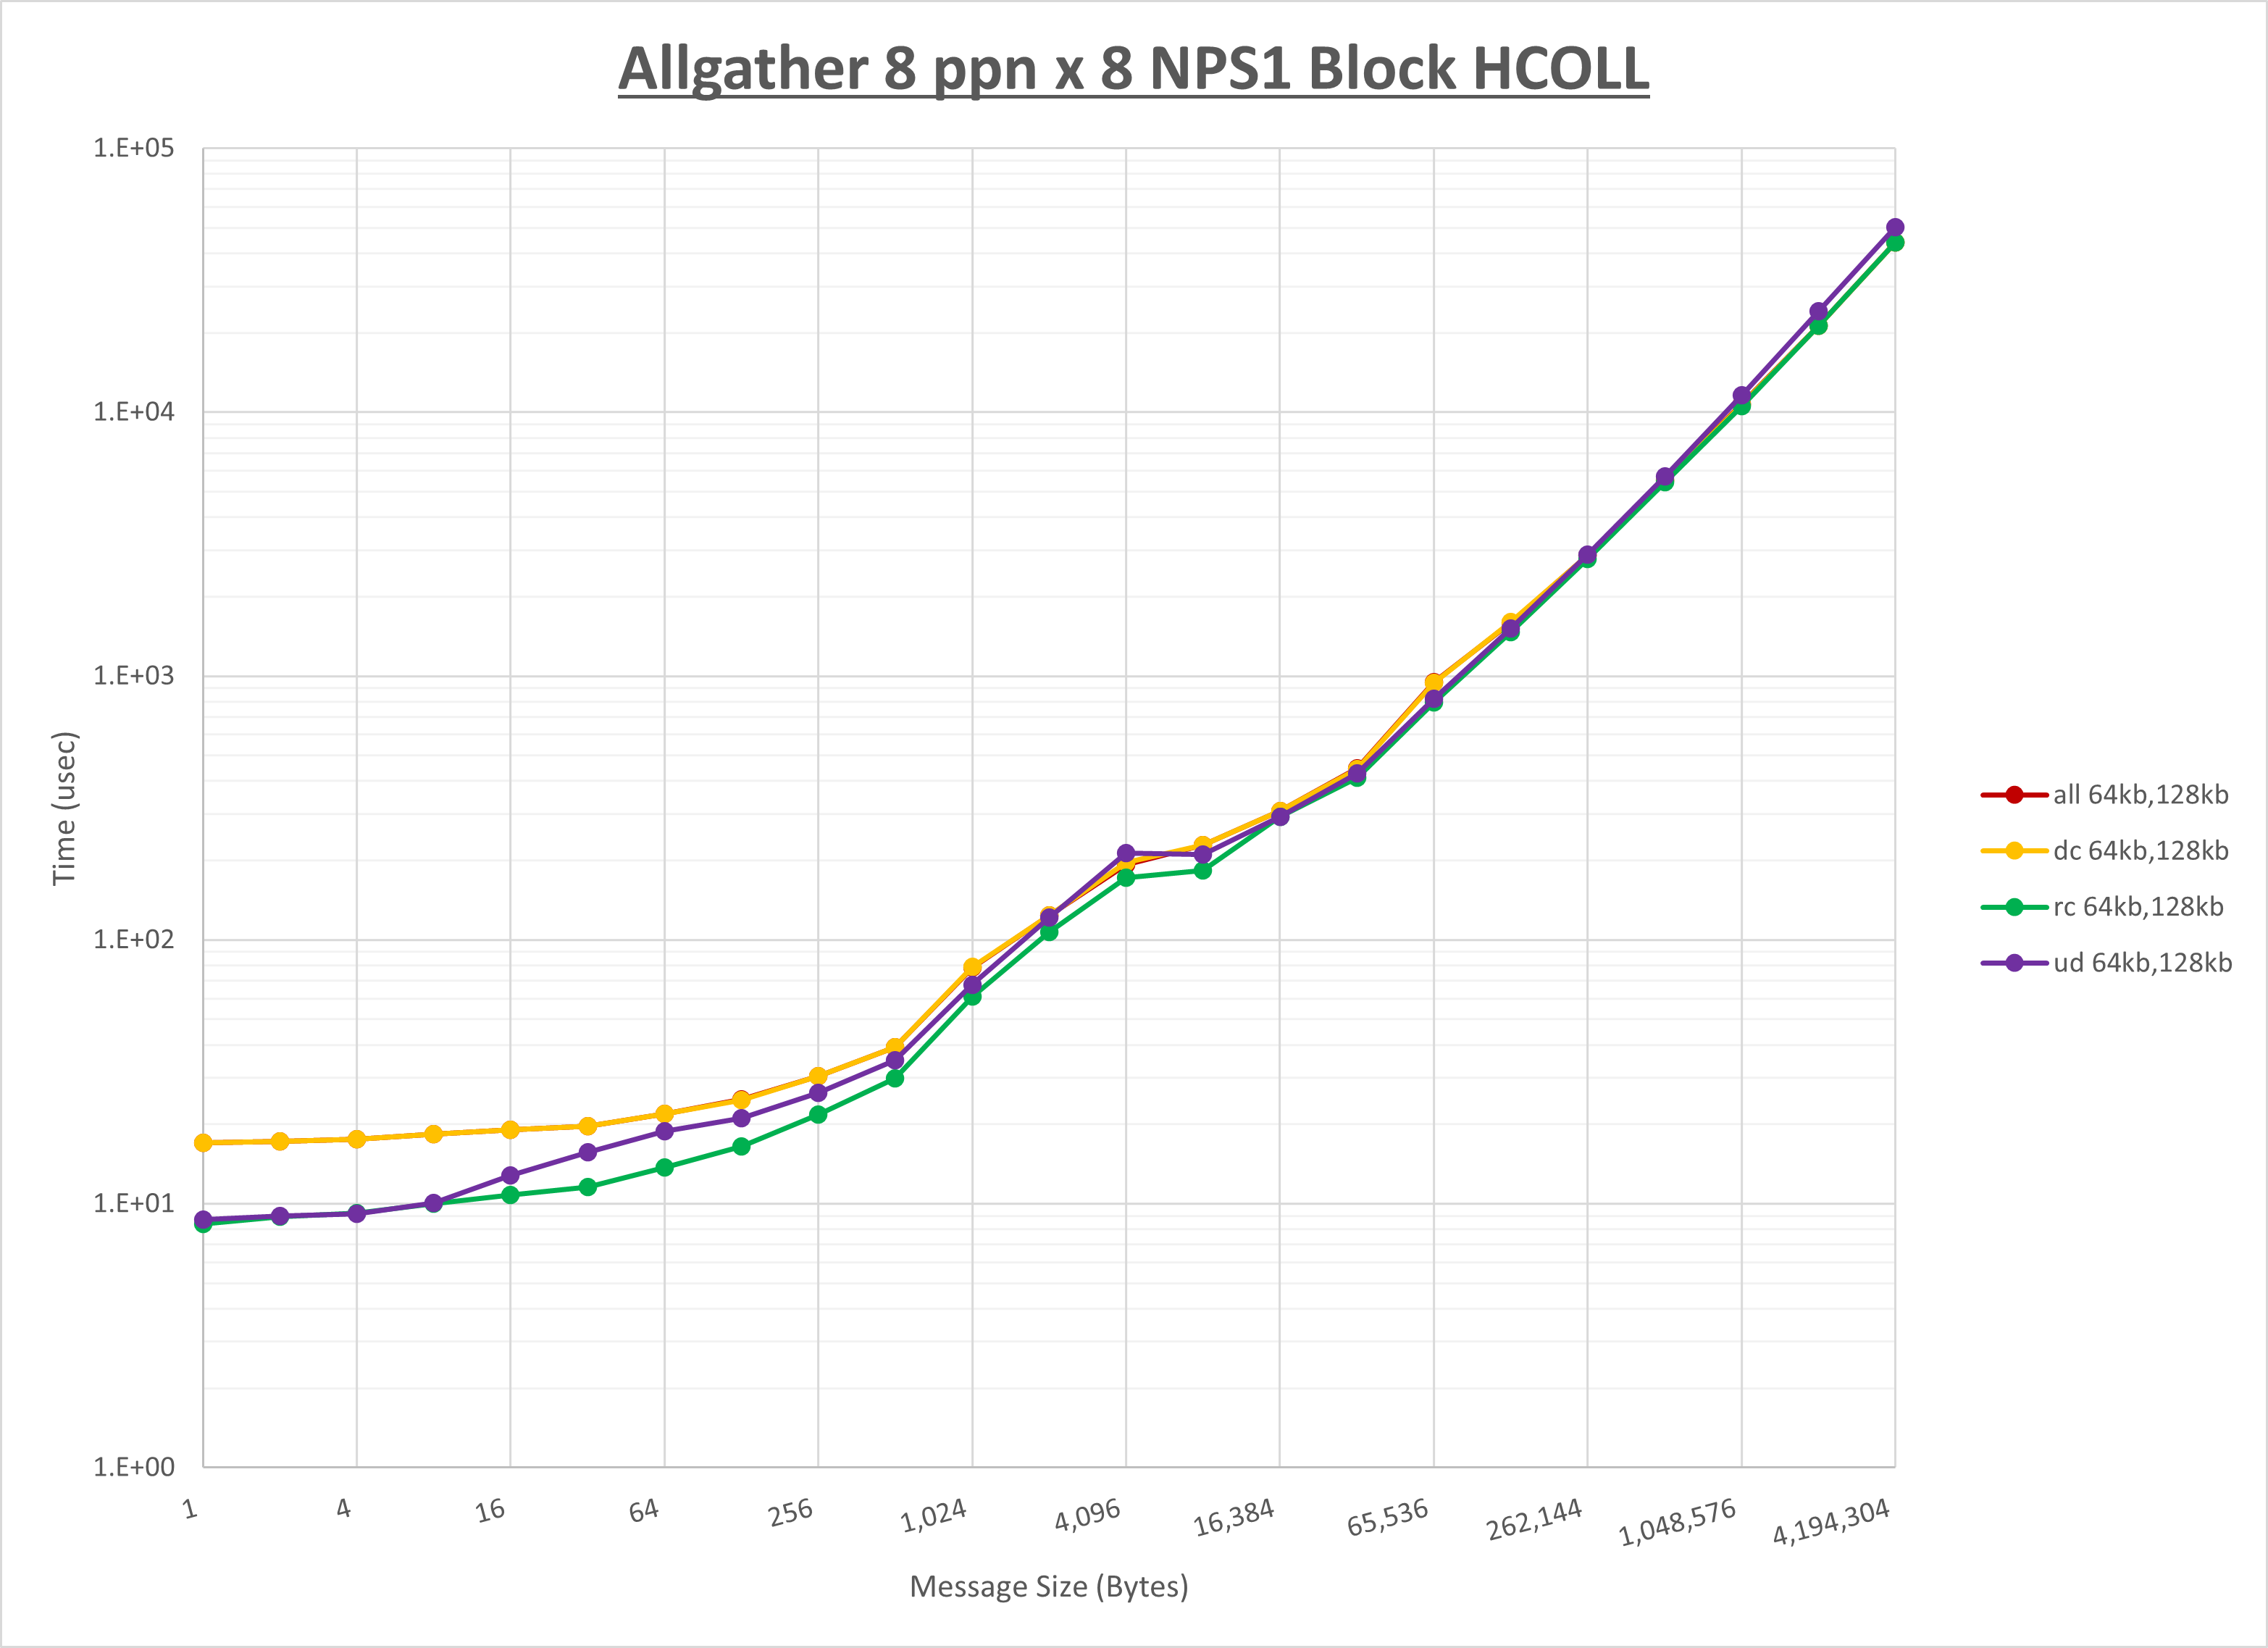 Allgather 8 ppn x 8 NPS1 Block HCOLL
1.E+05
1.E+04
1.E+03
1.E+02
1.E+01
1.E+00
Time (usec)
1
4
16
64
256
1,024
4,096
16,384
65,536
262,144
1,048,576
4,194,304
Message Size (Bytes)
all 64kb,128kb
dc 64kb,128kb
rc 64kb,128kb
ud 64kb,128kb